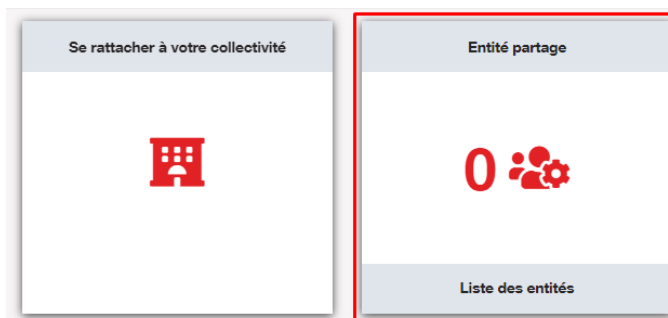 Se rattacher à votre collectivité
Entité partage
0
Liste des entités